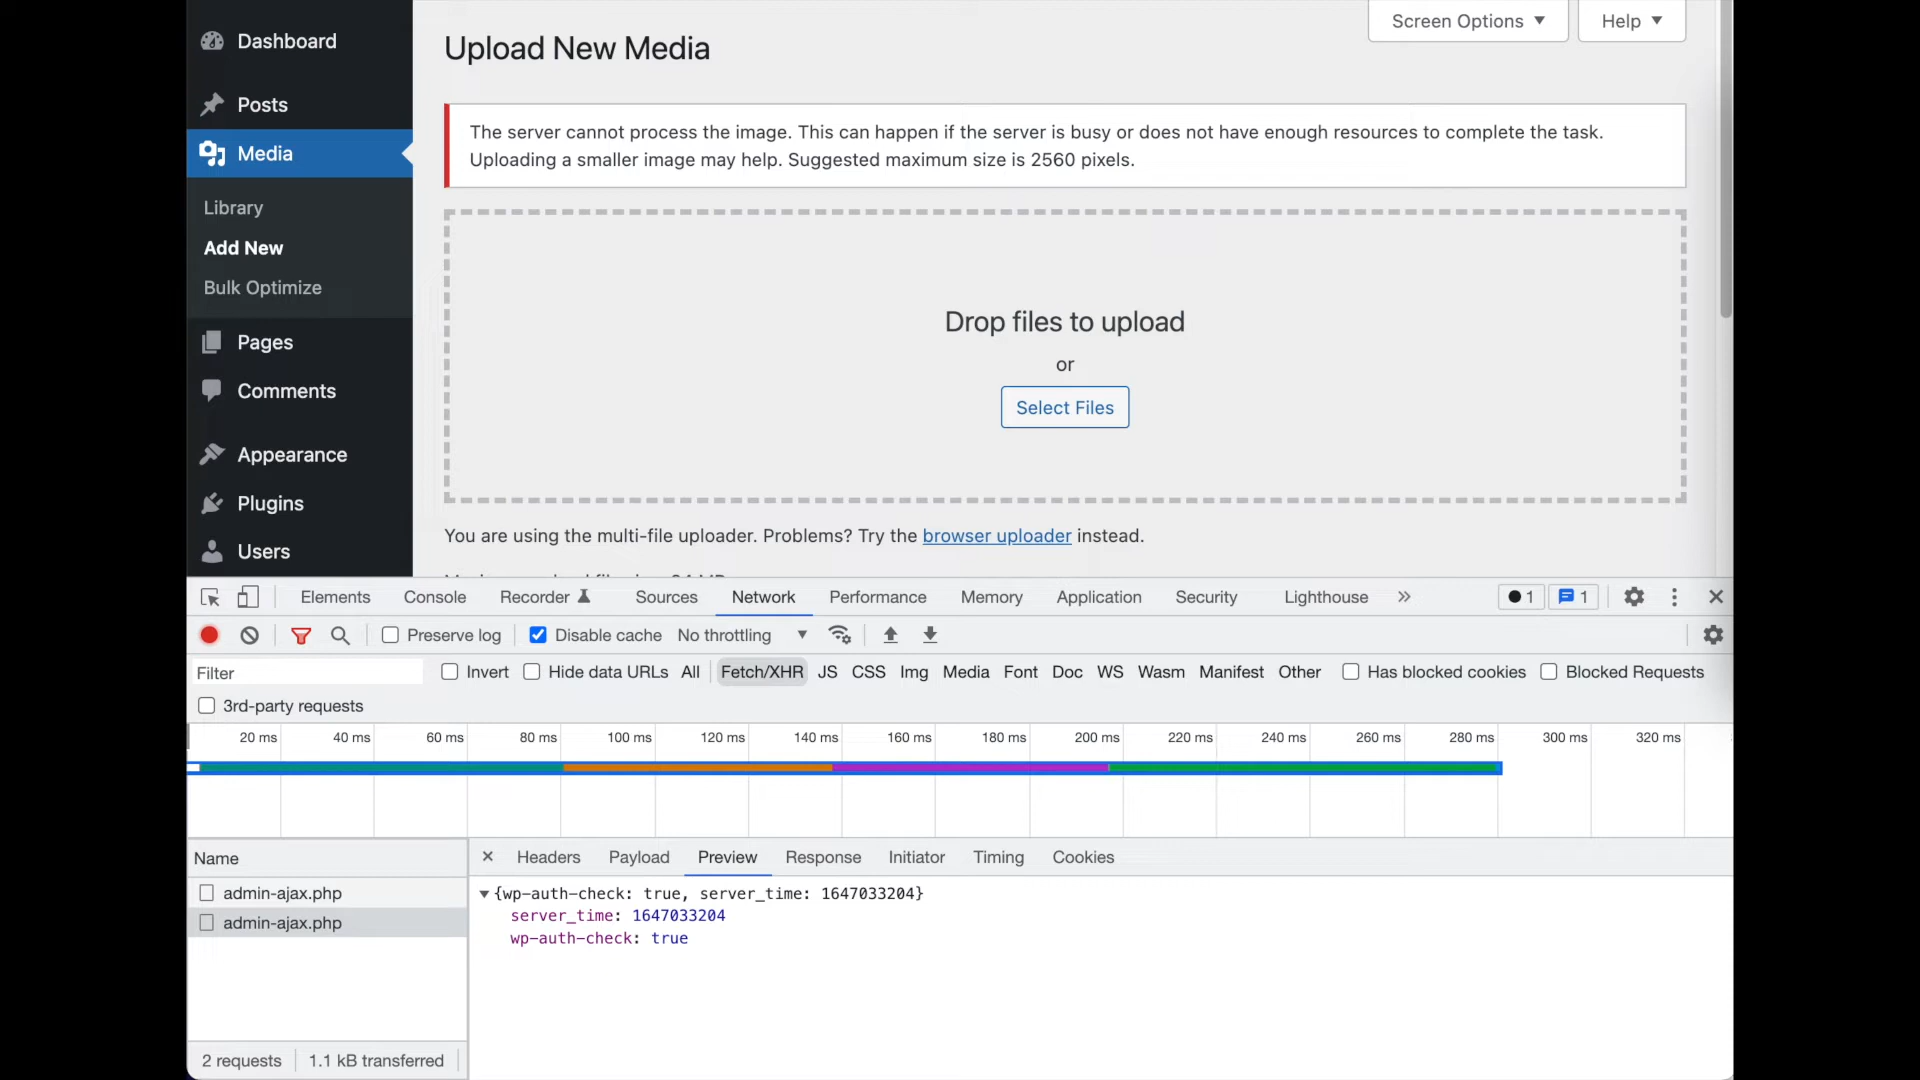 Dashboard
Posts
Media
Library
Add New
Bulk Optimize
Pages
Comments
Appearance
Plugins
Users
Screen Options ▼
Help ▼
Upload New Media
The server cannot process the image. This can happen if the server is busy or does not have enough resources to complete the task.
Uploading a smaller image may help. Suggested maximum size is 2560 pixels.
Drop files to upload
or
Select Files
You are using the multi-file uploader. Problems? Try the browser uploader instead.
Elements Console Recorder Sources Network Performance Memory Application Security Lighthouse » 1 1
Preserve log Disable cache No throttling ▼
Filter Invert Hide data URLs All Fetch/XHR JS CSS Img Media Font Doc WS Wasm Manifest Other Has blocked cookies Blocked Requests
3rd-party requests
20 ms 40 ms 60 ms 80 ms 100 ms 120 ms 140 ms 160 ms 180 ms 200 ms 220 ms 240 ms 260 ms 280 ms 300 ms 320 ms
Name
admin-ajax.php
admin-ajax.php
2 requests 1.1 kB transferred
Headers Payload Preview Response Initiator Timing Cookies
▼{wp-auth-check: true, server_time: 1647033204}
server_time: 1647033204
wp-auth-check: true